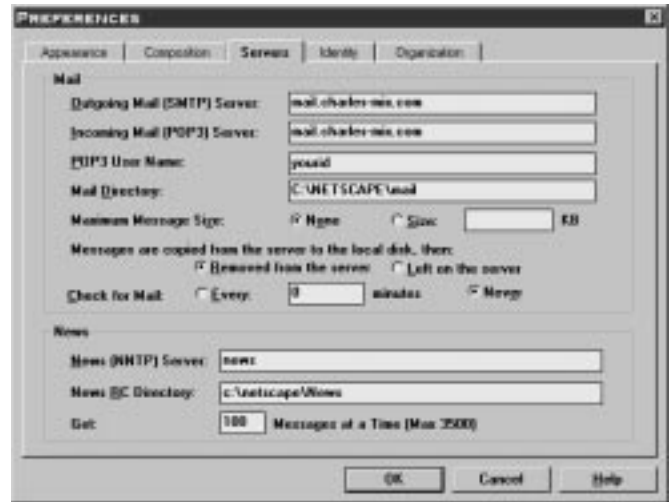 PREFERENCES
Appearance Composition Servers Identity Organization
Mail
Outgoing Mail (SMTP) Server: mail.charles-mix.com
Incoming Mail (POP3) Server: mail.charles-mix.com
POP3 User Name: yourid
Mail Directory: C:\NETSCAPE\mail
Maximum Message Size: None Size: KB
Messages are copied from the server to the local disk, then:
Removed from the server Left on the server
Check for Mail: Every: 0 minutes Never
News
News (NNTP) Server: news
News RC Directory: c:\netscape\News
Get: 100 Messages at a Time (Max 3500)
OK Cancel Help